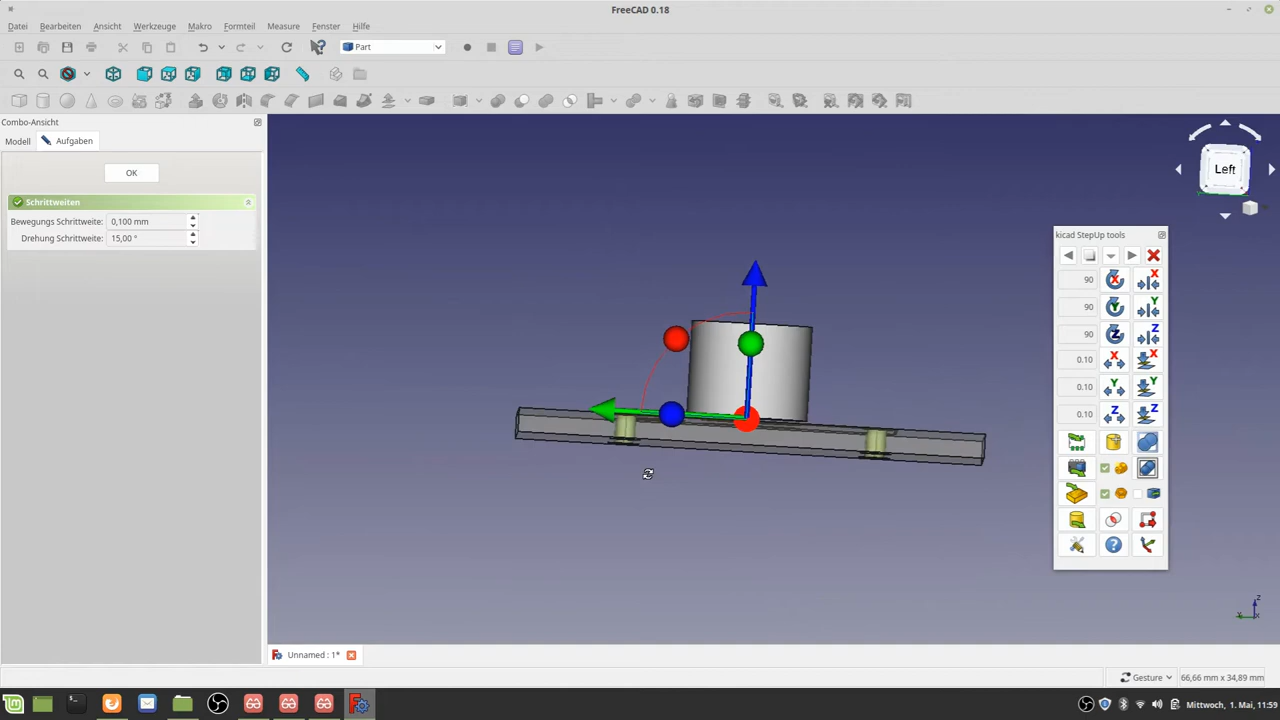 FreeCAD 0.18
Datei Bearbeiten Ansicht Werkzeuge Makro Formteil Measure Fenster Hilfe
Part
Combo-Ansicht
Modell Aufgaben
OK
Schrittweiten
Bewegungs Schrittweite: 0,100 mm
Drehung Schrittweite: 15,00 °
Left
kicad StepUp tools
90 X X
90 Y Y
90 Z Z
0.10 X X
0.10 Y Y
0.10 Z Z
Unnamed : 1*
Gesture 66,66 mm x 34,89 mm
Mittwoch, 1. Mai, 11:59